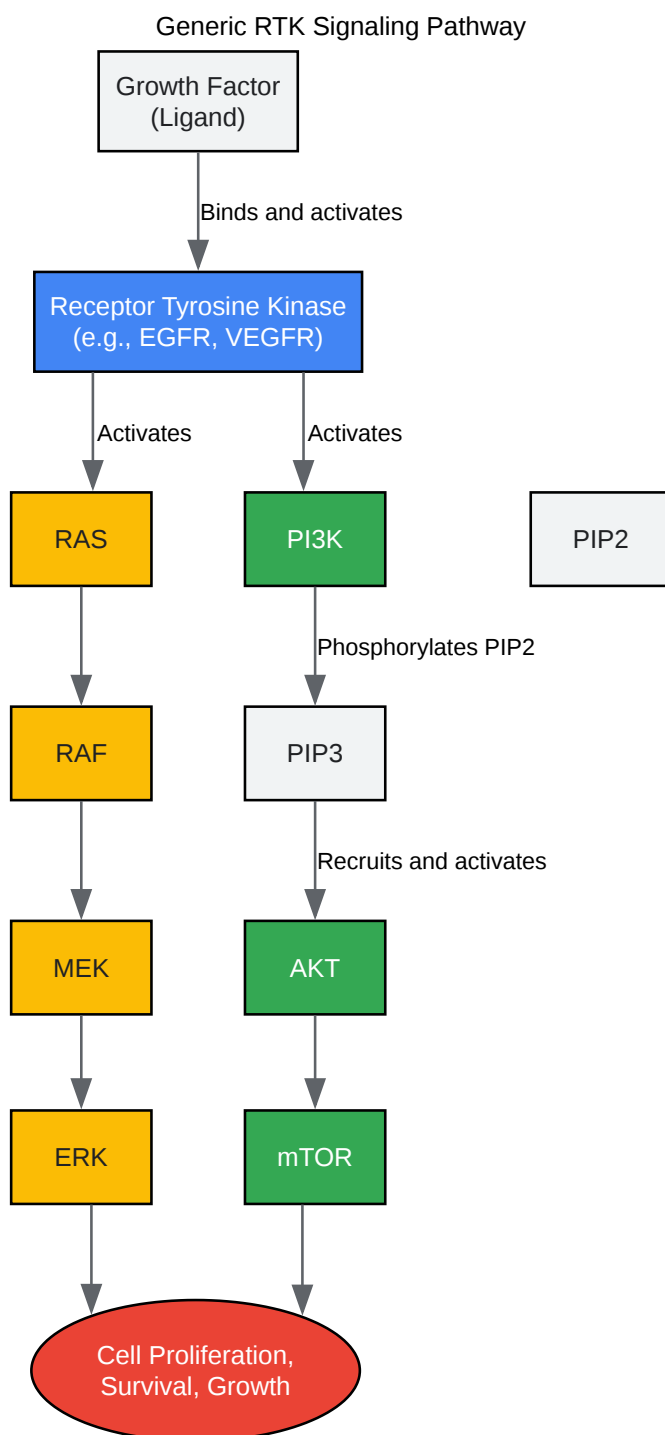 Generic RTK Signaling Pathway
Growth Factor
(Ligand)
Binds and activates
Receptor Tyrosine Kinase
(e.g., EGFR, VEGFR)
Activates
Activates
RAS
PI3K
PIP2
Phosphorylates PIP2
RAF
PIP3
Recruits and activates
MEK
AKT
ERK
mTOR
Cell Proliferation,
Survival, Growth